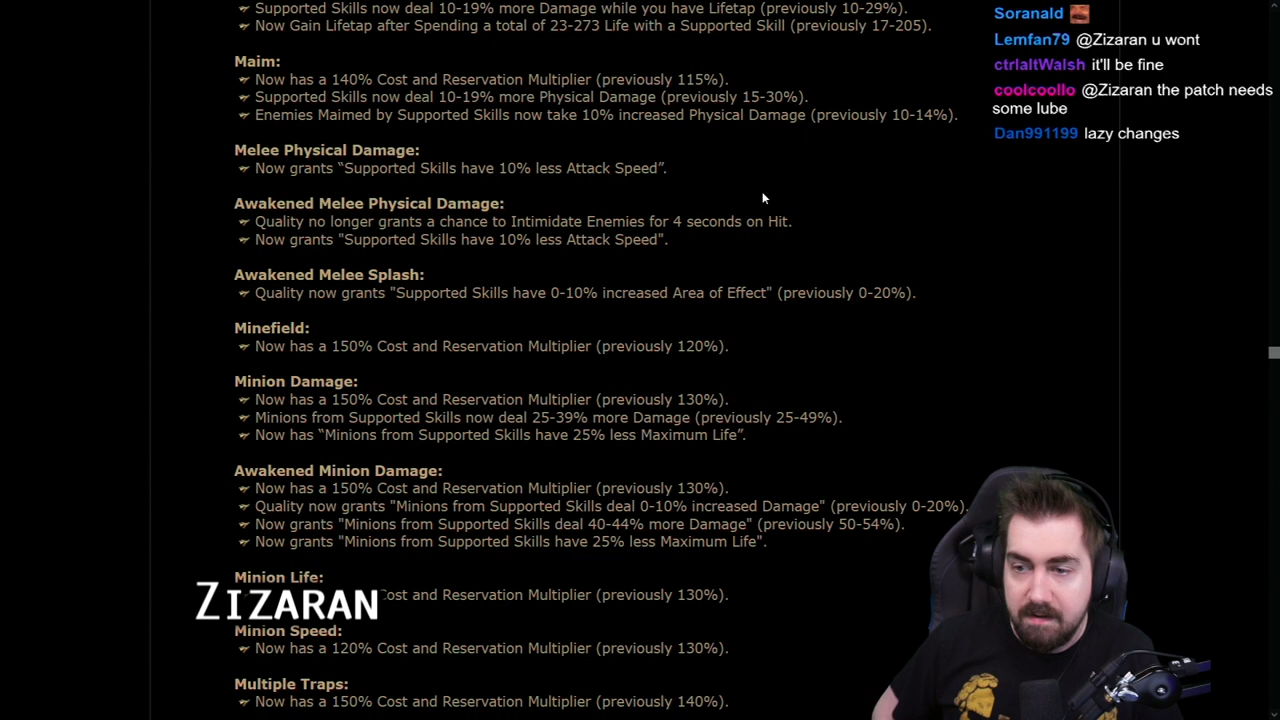 Supported Skills now deal 10-19% more Damage while you have Lifetap (previously 10-29%).
Now Gain Lifetap after Spending a total of 23-273 Life with a Supported Skill (previously 17-205).
Maim:
Now has a 140% Cost and Reservation Multiplier (previously 115%).
Supported Skills now deal 10-19% more Physical Damage (previously 15-30%).
Enemies Maimed by Supported Skills now take 10% increased Physical Damage (previously 10-14%).
Melee Physical Damage:
Now grants “Supported Skills have 10% less Attack Speed”.
Awakened Melee Physical Damage:
Quality no longer grants a chance to Intimidate Enemies for 4 seconds on Hit.
Now grants "Supported Skills have 10% less Attack Speed".
Awakened Melee Splash:
Quality now grants "Supported Skills have 0-10% increased Area of Effect" (previously 0-20%).
Minefield:
Now has a 150% Cost and Reservation Multiplier (previously 120%).
Minion Damage:
Now has a 150% Cost and Reservation Multiplier (previously 130%).
Minions from Supported Skills now deal 25-39% more Damage (previously 25-49%).
Now has “Minions from Supported Skills have 25% less Maximum Life”.
Awakened Minion Damage:
Now has a 150% Cost and Reservation Multiplier (previously 130%).
Quality now grants "Minions from Supported Skills deal 0-10% increased Damage" (previously 0-20%).
Now grants "Minions from Supported Skills deal 40-44% more Damage" (previously 50-54%).
Now grants "Minions from Supported Skills have 25% less Maximum Life".
Minion Life:
Cost and Reservation Multiplier (previously 130%).
ZIZARAN
Minion Speed:
Now has a 120% Cost and Reservation Multiplier (previously 130%).
Multiple Traps:
Now has a 150% Cost and Reservation Multiplier (previously 140%).
Soranald
Lemfan79 @Zizaran u wont
ctrlaltWalsh it'll be fine
coolcoollo @Zizaran the patch needs
some lube
Dan991199 lazy changes